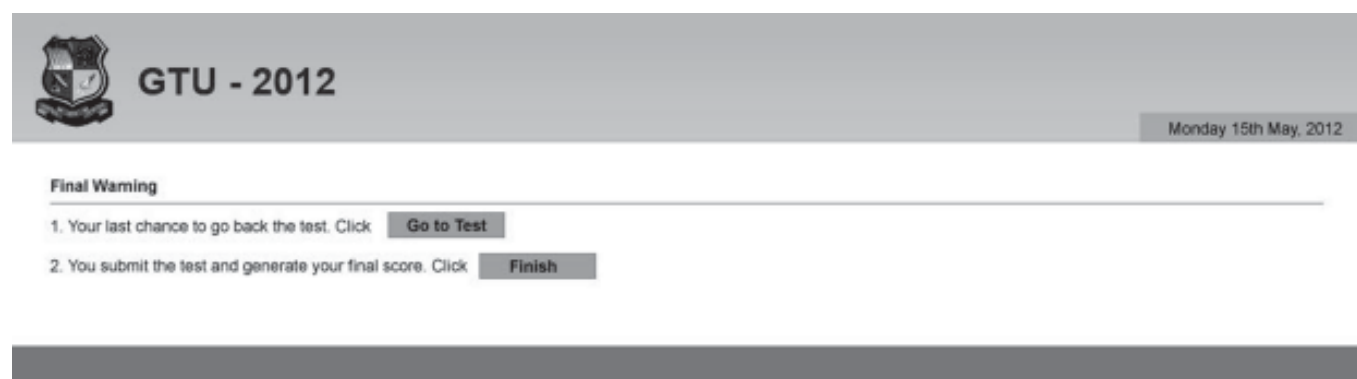 GTU - 2012
Monday 15th May, 2012
Final Warning
1. Your last chance to go back the test. Click Go to Test
2. You submit the test and generate your final score. Click Finish